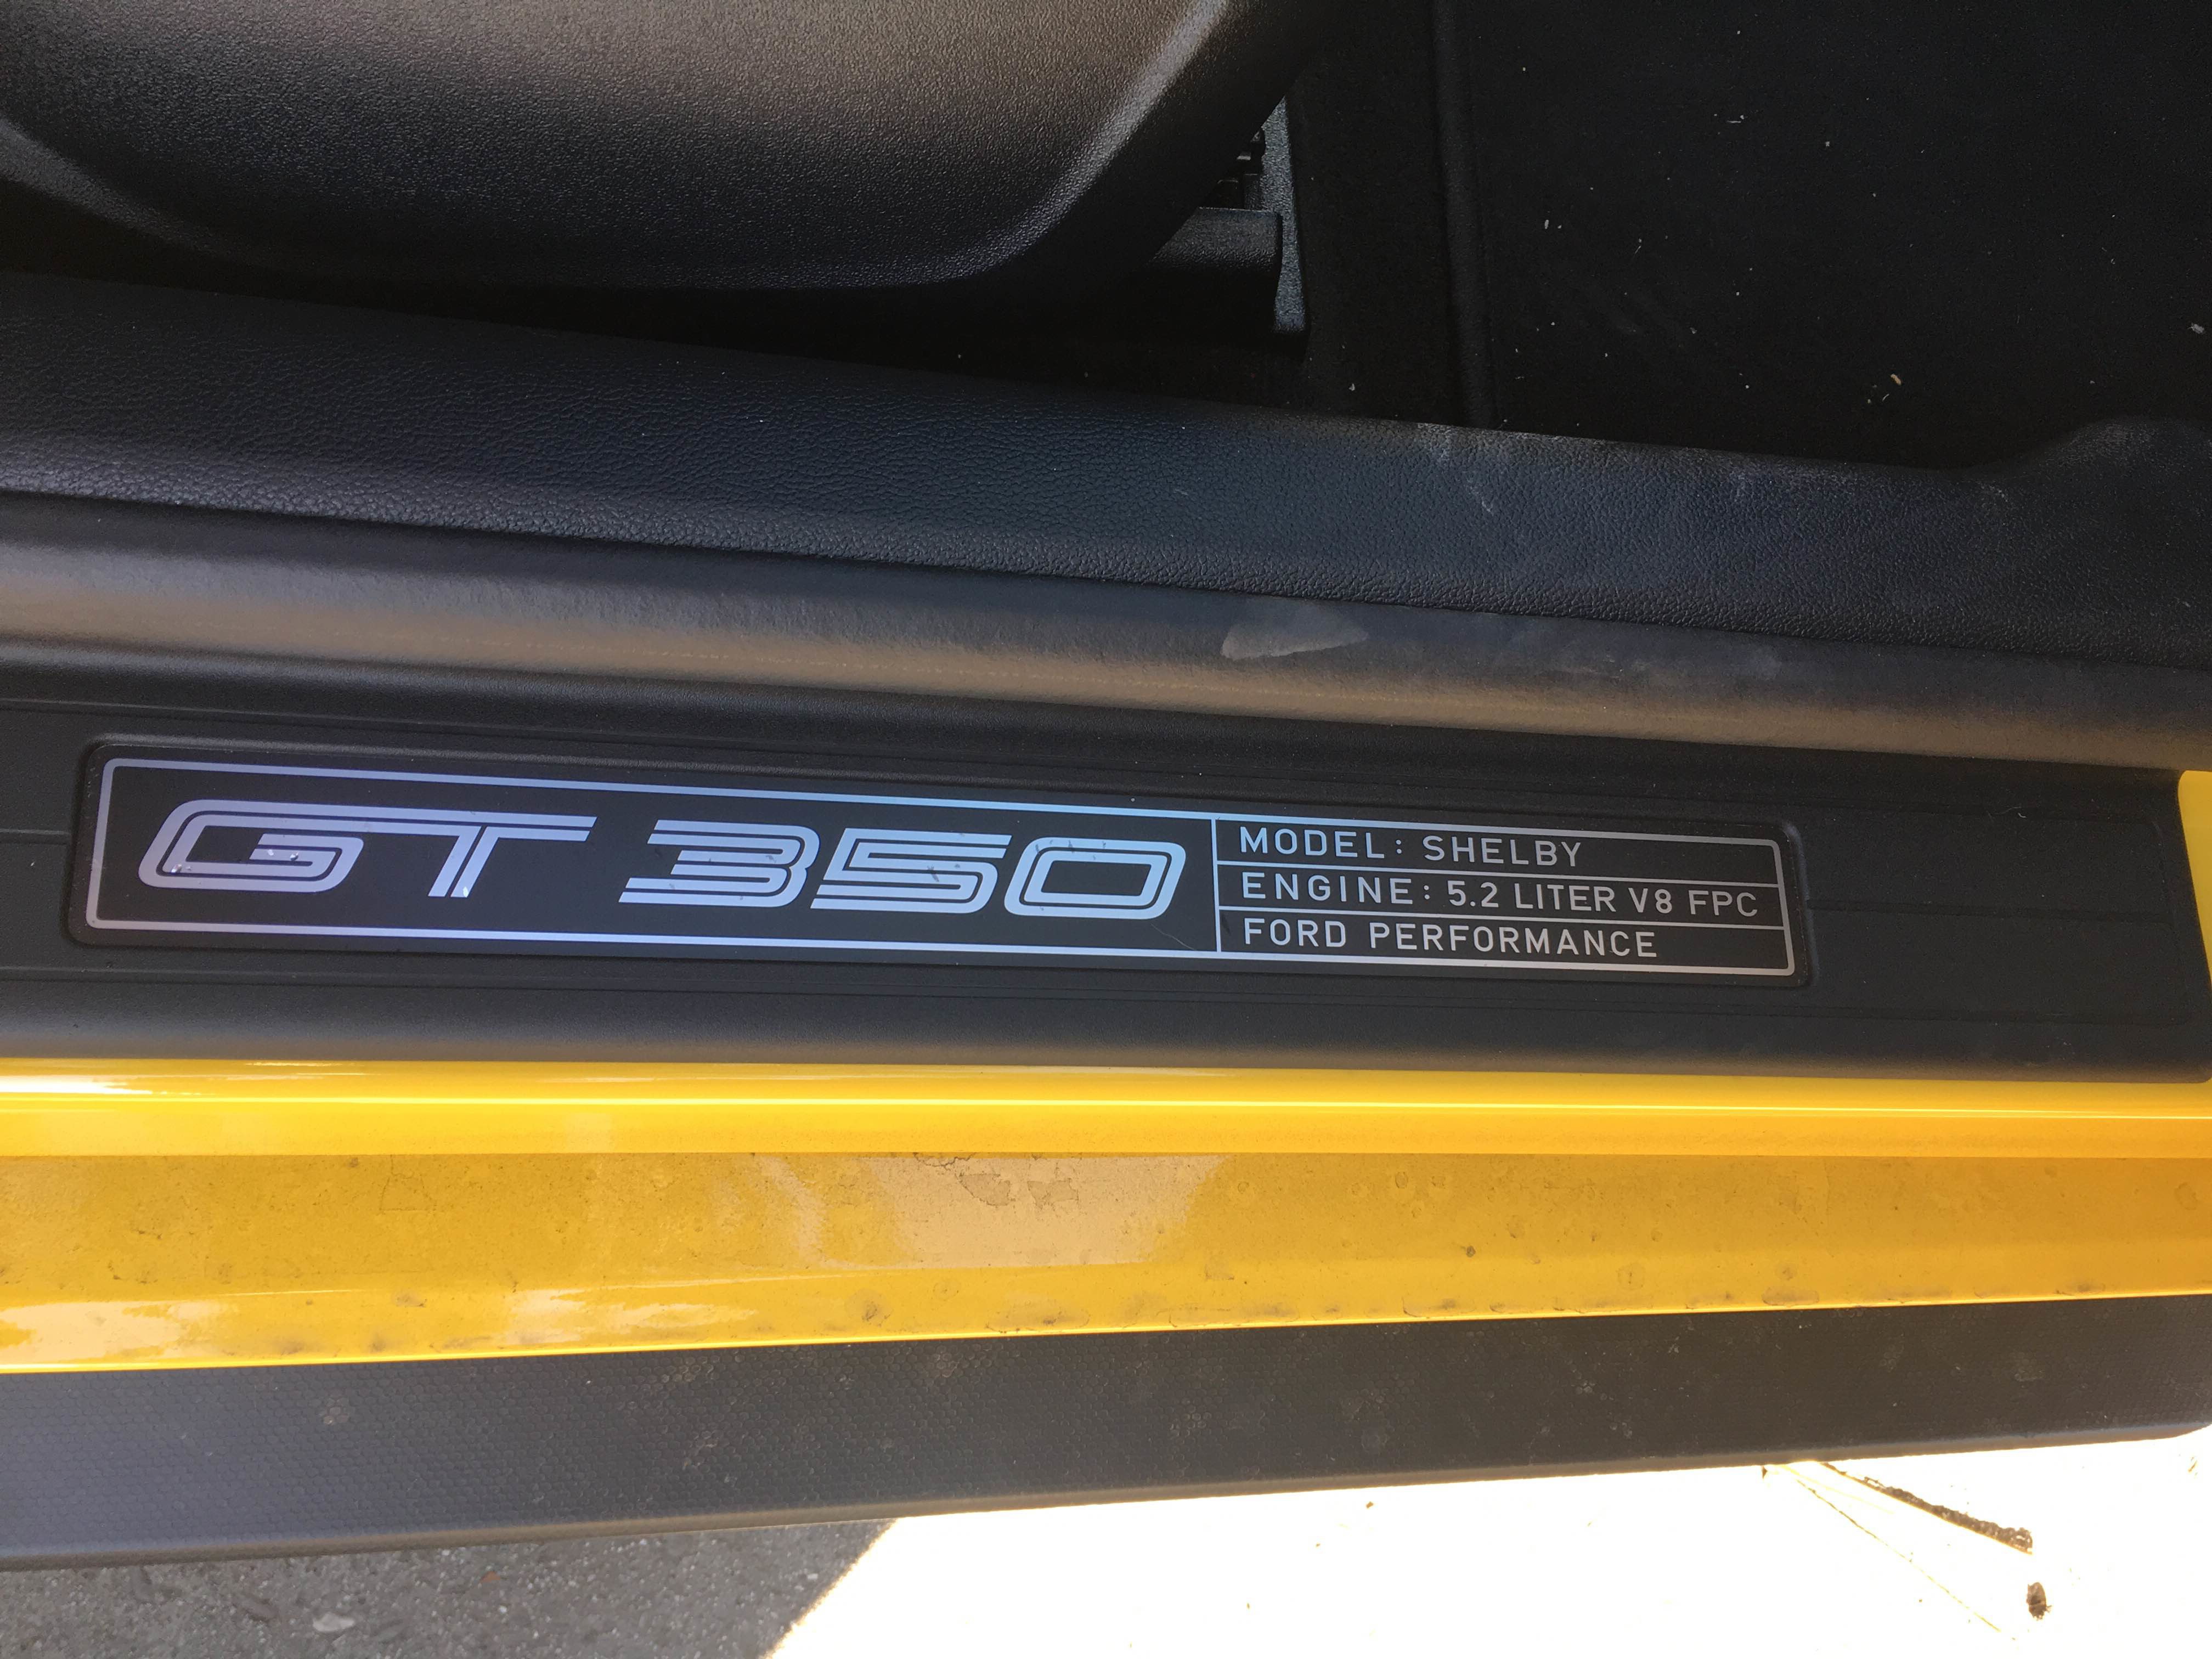 GT 350
MODEL: SHELBY
ENGINE: 5.2 LITER V8 FPC
FORD PERFORMANCE